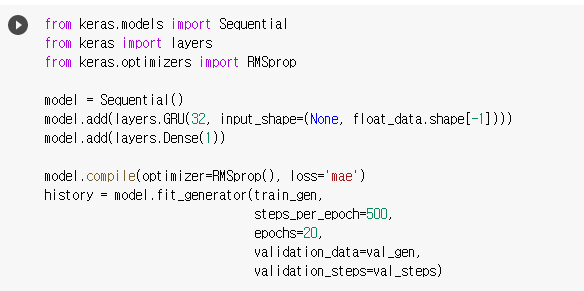 from keras.models import Sequential
from keras import layers
from keras.optimizers import RMSprop

model = Sequential()
model.add(layers.GRU(32, input_shape=(None, float_data.shape[-1])))
model.add(layers.Dense(1))

model.compile(optimizer=RMSprop(), loss='mae')
history = model.fit_generator(train_gen,
                              steps_per_epoch=500,
                              epochs=20,
                              validation_data=val_gen,
                              validation_steps=val_steps)